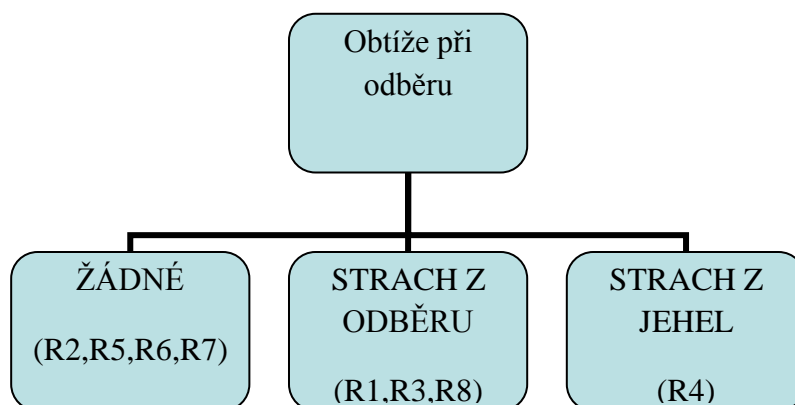 Obtíže při
odběru
ŽÁDNÉ
(R2,R5,R6,R7)
STRACH Z
ODBĚRU
(R1,R3,R8)
STRACH Z
JEHEL
(R4)